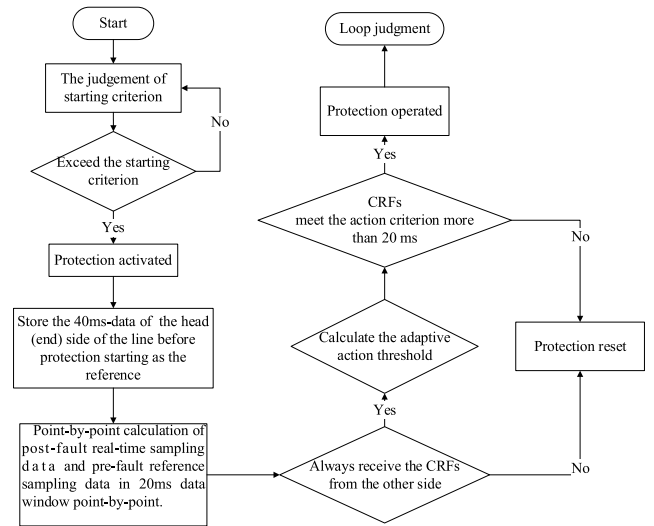 Start
The judgement of
starting criterion
No
Exceed the starting
criterion
Yes
Protection activated
Store the 40ms-data of the head
(end) side of the line before
protection starting as the
reference
Point-by-point calculation of
post-fault real-time sampling
data and pre-fault reference
sampling data in 20ms data
window point-by-point.
Always receive the CRFs
from the other side
Yes
No
Calculate the adaptive
action threshold
CRFs
meet the action criterion more
than 20 ms
Yes
No
Protection operated
Loop judgment
Protection reset